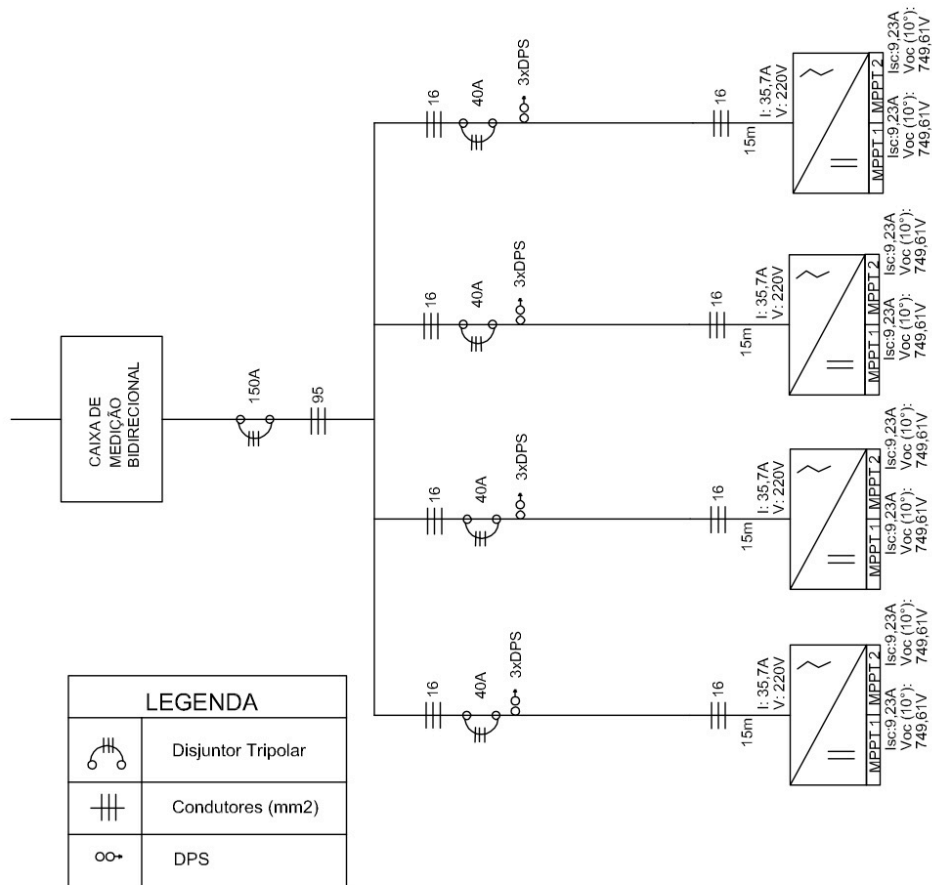 CAIXA DE
MEDIÇÃO
BIDIRECIONAL
150A
95
16
40A
3xDPS
16
15m
I: 35,7A
V: 220V
MPPT 1
MPPT 2
Isc:9,23A
Voc (10°):
749,61V
Isc:9,23A
Voc (10°):
749,61V
16
40A
3xDPS
16
15m
I: 35,7A
V: 220V
MPPT 1
MPPT 2
Isc:9,23A
Voc (10°):
749,61V
Isc:9,23A
Voc (10°):
749,61V
16
40A
3xDPS
16
15m
I: 35,7A
V: 220V
MPPT 1
MPPT 2
Isc:9,23A
Voc (10°):
749,61V
Isc:9,23A
Voc (10°):
749,61V
16
40A
3xDPS
16
15m
I: 35,7A
V: 220V
MPPT 1
MPPT 2
Isc:9,23A
Voc (10°):
749,61V
Isc:9,23A
Voc (10°):
749,61V
LEGENDA
Disjuntor Tripolar
Condutores (mm2)
DPS